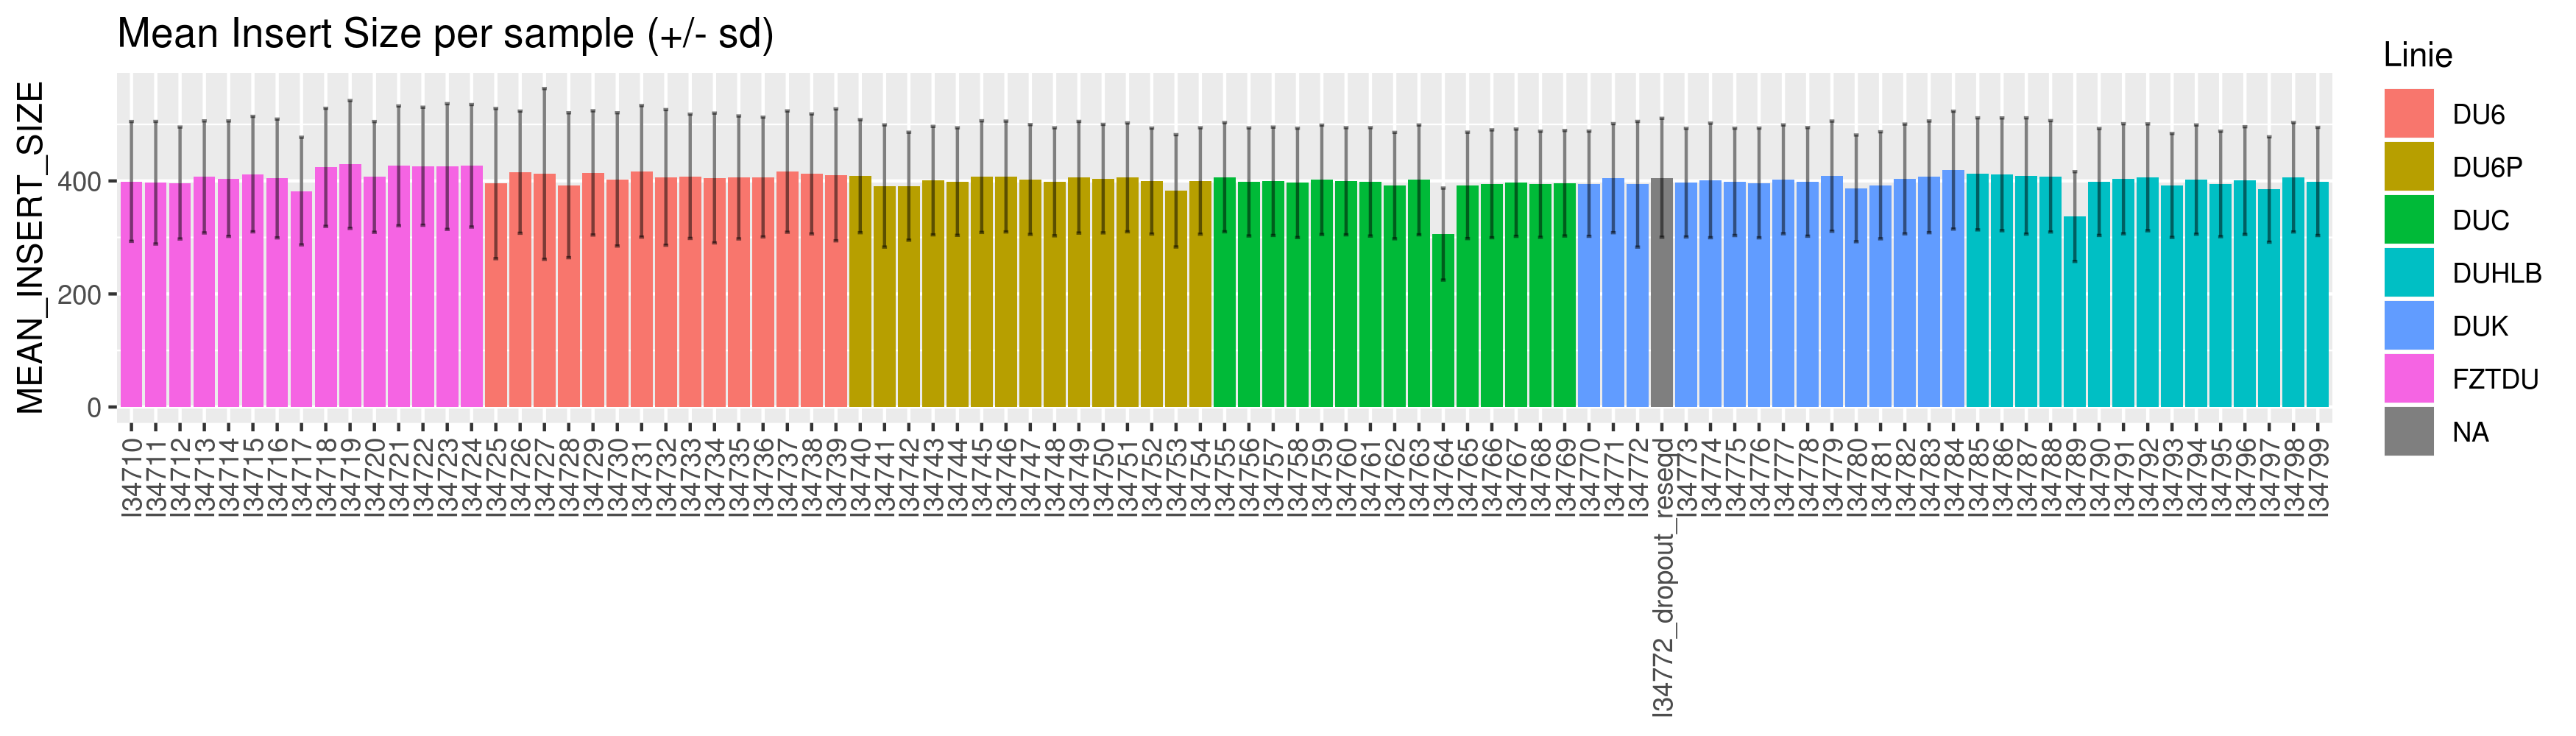 Mean Insert Size per sample (+/- sd)
MEAN_INSERT_SIZE
400
200
0
I34710
I34711
I34712
I34713
I34714
I34715
I34716
I34717
I34718
I34719
I34720
I34721
I34722
I34723
I34724
I34725
I34726
I34727
I34728
I34729
I34730
I34731
I34732
I34733
I34734
I34735
I34736
I34737
I34738
I34739
I34740
I34741
I34742
I34743
I34744
I34745
I34746
I34747
I34748
I34749
I34750
I34751
I34752
I34753
I34754
I34755
I34756
I34757
I34758
I34759
I34760
I34761
I34762
I34763
I34764
I34765
I34766
I34767
I34768
I34769
I34770
I34771
I34772
I34772_dropout_reseqd
I34773
I34774
I34775
I34776
I34777
I34778
I34779
I34780
I34781
I34782
I34783
I34784
I34785
I34786
I34787
I34788
I34789
I34790
I34791
I34792
I34793
I34794
I34795
I34796
I34797
I34798
I34799
Linie
DU6
DU6P
DUC
DUHLB
DUK
FZTDU
NA